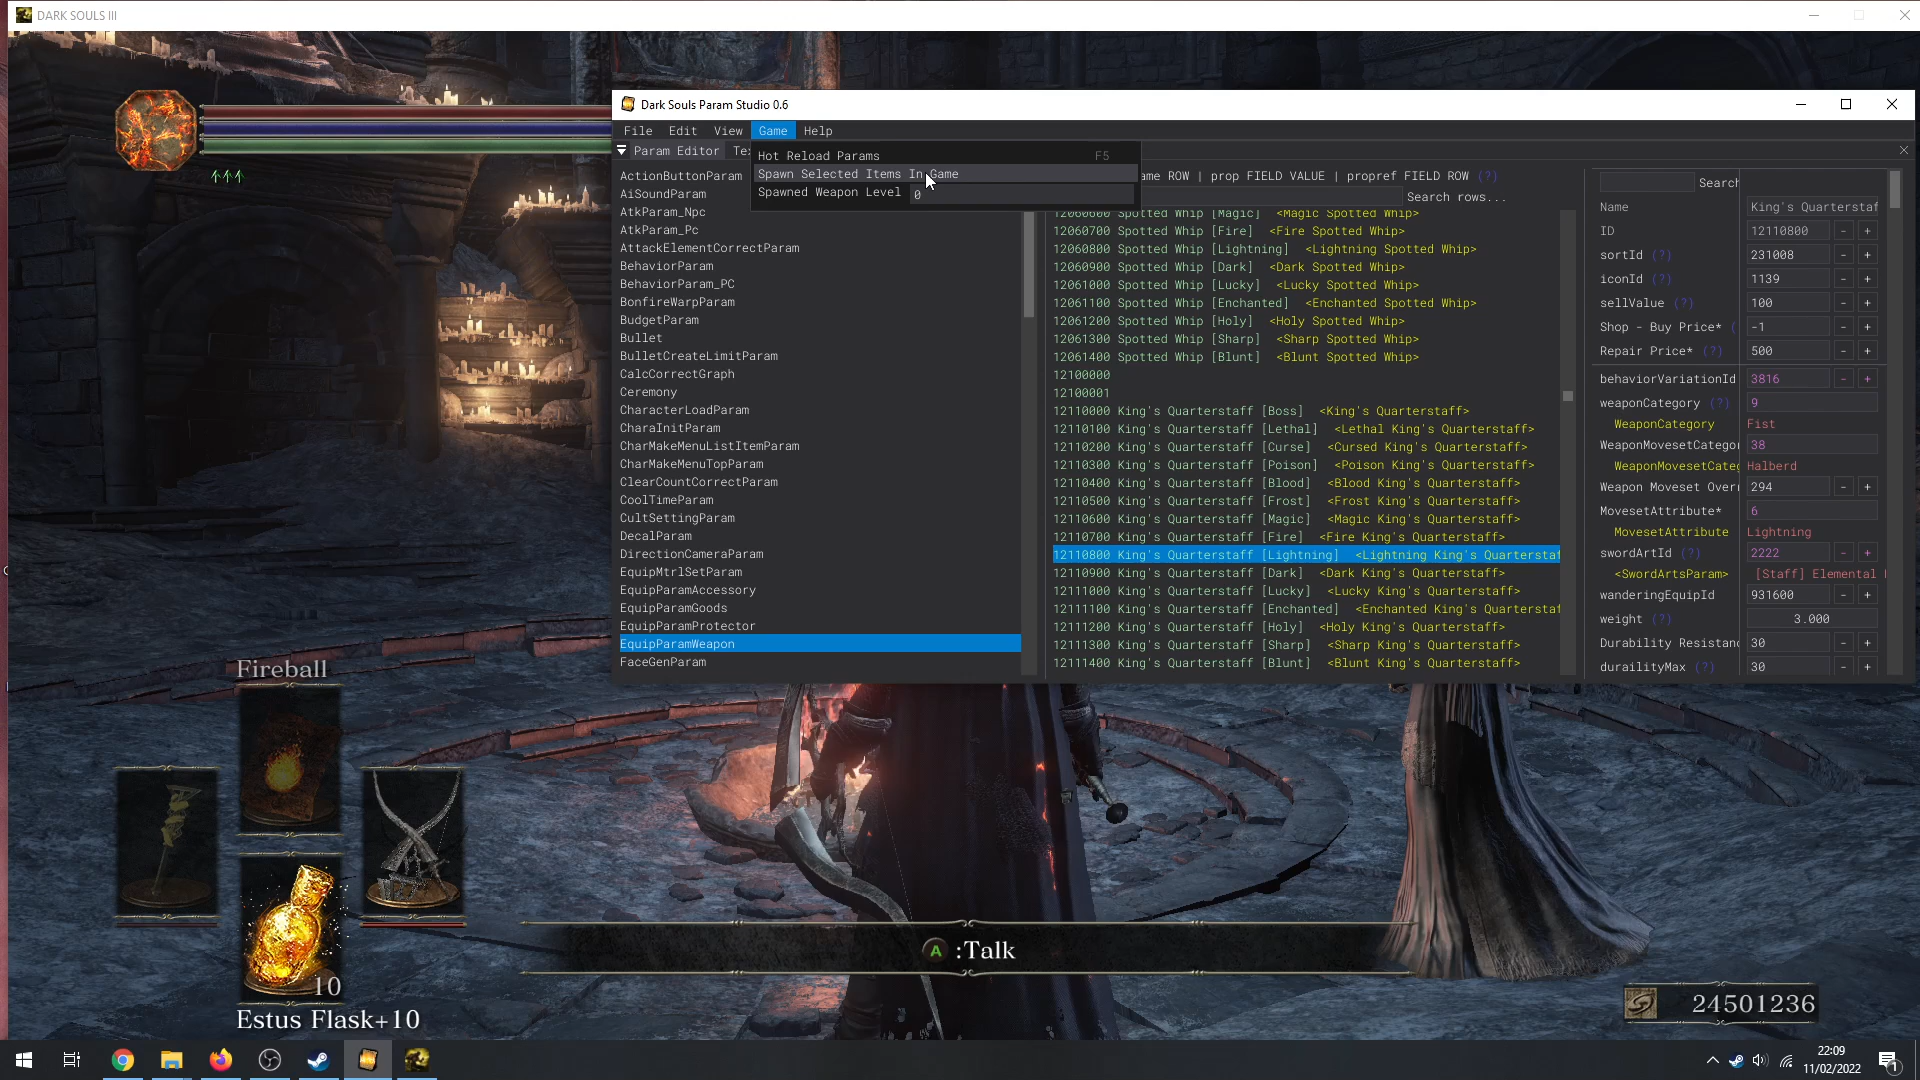 DARK SOULS III
Dark Souls Param Studio 0.6
File Edit View Game Help
Param Editor
Hot Reload Params F5
Spawn Selected Items In Game
Spawned Weapon Level 0
ame ROW | prop FIELD VALUE | propref FIELD ROW (?)
Search rows...
ActionButtonParam
AiSoundParam
AtkParam_Npc
AtkParam_Pc
AttackElementCorrectParam
BehaviorParam
BehaviorParam_PC
BonfireWarpParam
BudgetParam
Bullet
BulletCreateLimitParam
CalcCorrectGraph
Ceremony
CharacterLoadParam
CharaInitParam
CharMakeMenuListItemParam
CharMakeMenuTopParam
ClearCountCorrectParam
CoolTimeParam
CultSettingParam
DecalParam
DirectionCameraParam
EquipMtrlSetParam
EquipParamAccessory
EquipParamGoods
EquipParamProtector
EquipParamWeapon
FaceGenParam
12060600 Spotted Whip [Magic] <Magic Spotted Whip>
12060700 Spotted Whip [Fire] <Fire Spotted Whip>
12060800 Spotted Whip [Lightning] <Lightning Spotted Whip>
12060900 Spotted Whip [Dark] <Dark Spotted Whip>
12061000 Spotted Whip [Lucky] <Lucky Spotted Whip>
12061100 Spotted Whip [Enchanted] <Enchanted Spotted Whip>
12061200 Spotted Whip [Holy] <Holy Spotted Whip>
12061300 Spotted Whip [Sharp] <Sharp Spotted Whip>
12061400 Spotted Whip [Blunt] <Blunt Spotted Whip>
12100000
12100001
12110000 King's Quarterstaff [Boss] <King's Quarterstaff>
12110100 King's Quarterstaff [Lethal] <Lethal King's Quarterstaff>
12110200 King's Quarterstaff [Curse] <Cursed King's Quarterstaff>
12110300 King's Quarterstaff [Poison] <Poison King's Quarterstaff>
12110400 King's Quarterstaff [Blood] <Blood King's Quarterstaff>
12110500 King's Quarterstaff [Frost] <Frost King's Quarterstaff>
12110600 King's Quarterstaff [Magic] <Magic King's Quarterstaff>
12110700 King's Quarterstaff [Fire] <Fire King's Quarterstaff>
12110800 King's Quarterstaff [Lightning] <Lightning King's Quarterstaf
12110900 King's Quarterstaff [Dark] <Dark King's Quarterstaff>
12111000 King's Quarterstaff [Lucky] <Lucky King's Quarterstaff>
12111100 King's Quarterstaff [Enchanted] <Enchanted King's Quarterstaf
12111200 King's Quarterstaff [Holy] <Holy King's Quarterstaff>
12111300 King's Quarterstaff [Sharp] <Sharp King's Quarterstaff>
12111400 King's Quarterstaff [Blunt] <Blunt King's Quarterstaff>
Search
Name King's Quarterstaf
ID 12110800 - +
sortId (?) 231008 - +
iconId (?) 1139 - +
sellValue (?) 100 - +
Shop - Buy Price* ( -1 - +
Repair Price* (?) 500 - +
behaviorVariationId 3816 - +
weaponCategory (?) 9
WeaponCategory Fist
WeaponMovesetCatego 38
WeaponMovesetCateg Halberd
Weapon Moveset Over 294 - +
MovesetAttribute* 6
MovesetAttribute Lightning
swordArtId (?) 2222 - +
<SwordArtsParam> [Staff] Elemental
wanderingEquipId 931600 - +
weight (?) 3.000
Durability Resistanc 30 - +
durailityMax (?) 30 - +
Fireball
10
Estus Flask+10
A :Talk
24501236
22:09
11/02/2022
1